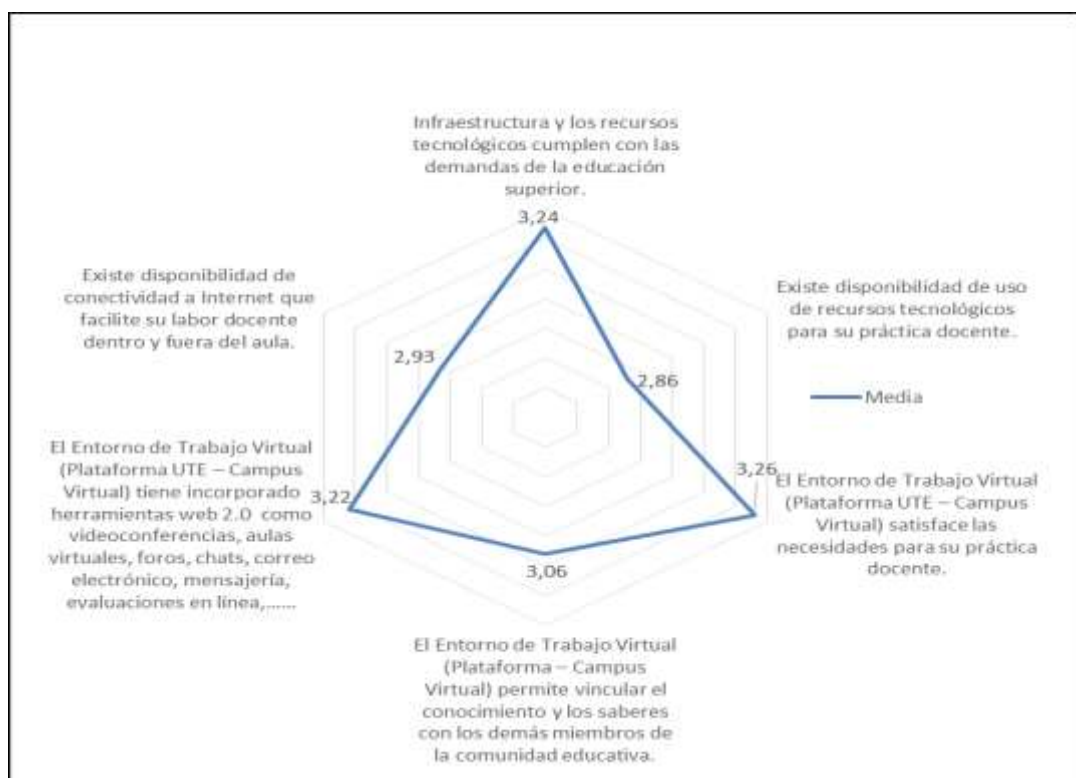 Infraestructura y los recursos
tecnológicos cumplen con las
demandas de la educación
superior.
3,24
Existe disponibilidad de uso
de recursos tecnológicos
para su práctica docente.
2,86
Media
3,26
El Entorno de Trabajo Virtual
(Plataforma UTE – Campus
Virtual) satisface las
necesidades para su práctica
docente.
3,06
El Entorno de Trabajo Virtual
(Plataforma – Campus
Virtual) permite vincular el
conocimiento y los saberes
con los demás miembros de
la comunidad educativa.
3,22
El Entorno de Trabajo Virtual
(Plataforma UTE – Campus
Virtual) tiene incorporado
herramientas web 2.0 como
videoconferencias, aulas
virtuales, foros, chats, correo
electrónico, mensajería,
evaluaciones en línea,......
Existe disponibilidad de
conectividad a Internet que
facilite su labor docente
dentro y fuera del aula.
2,93